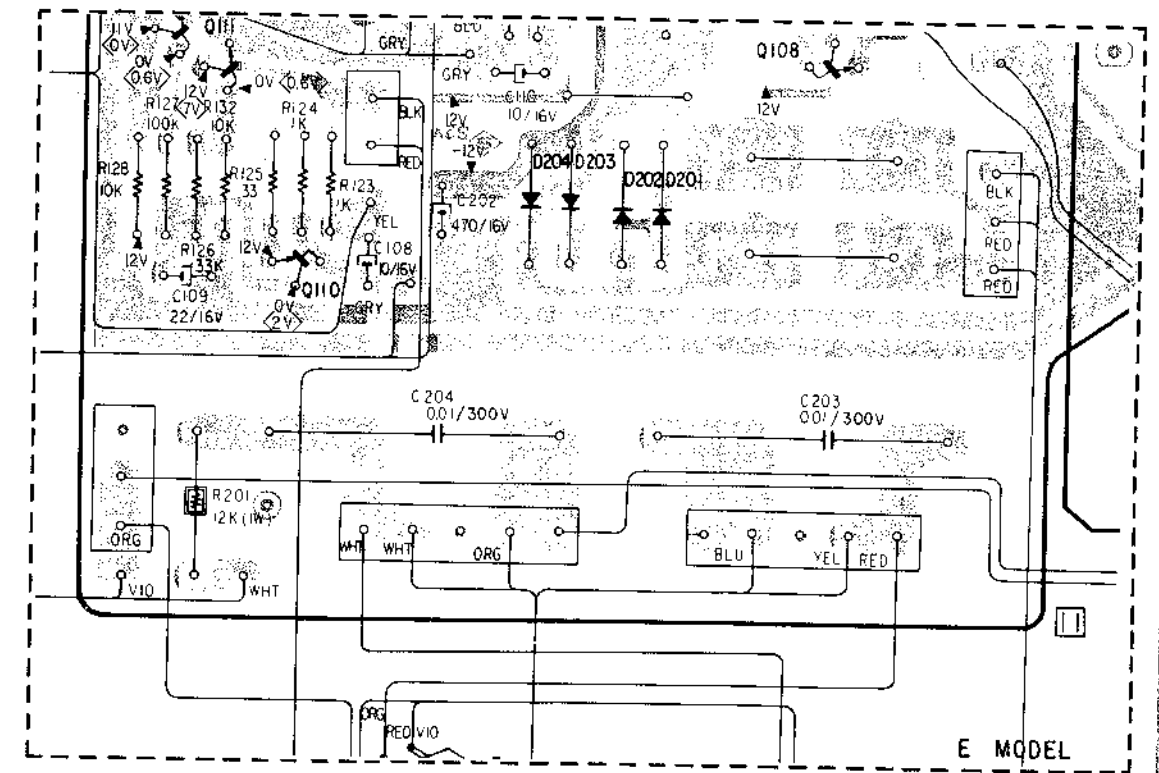 11V
0V
Q111
GRY
Q108
0V
0.6V
0V
0.6V
GRY
12V
7V
R127
100K
R132
10K
R124
1K
BLK
C110
10/16V
12V
12V
-12V
RED
R128
10K
R125
33
R123
1K
C202
470/16V
D204
D203
D202
D201
BLK
RED
RED
YEL
12V
R126
33K
12V
C108
10/16V
C109
22/16V
Q110
GRY
0V
2V
C204
0.01/300V
C203
0.01/300V
R201
12K (1W)
ORG
WHT
WHT
ORG
BLU
YEL
RED
VIO
WHT
ORG
RED
VIO
E MODEL